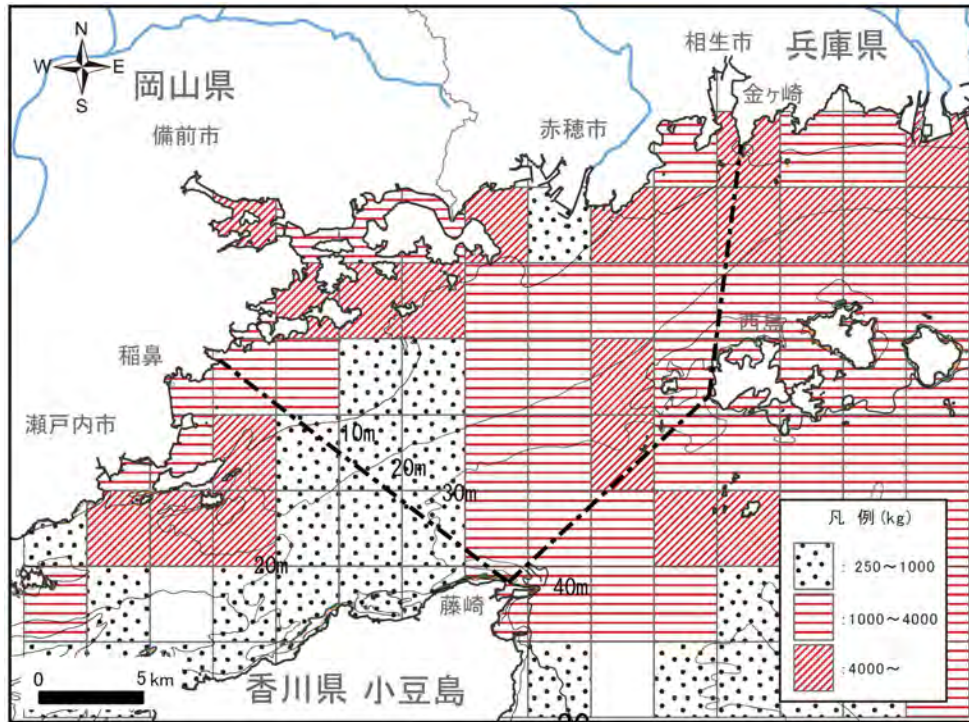 N
W
E
S
岡山県
備前市
相生市
兵庫県
金ヶ崎
赤穂市
西島
稲鼻
瀬戸内市
10m
20m
30m
20m
40m
藤崎
凡 例(kg)
: 250～1000
:1000～4000
:4000～
0
5km
香川県 小豆島